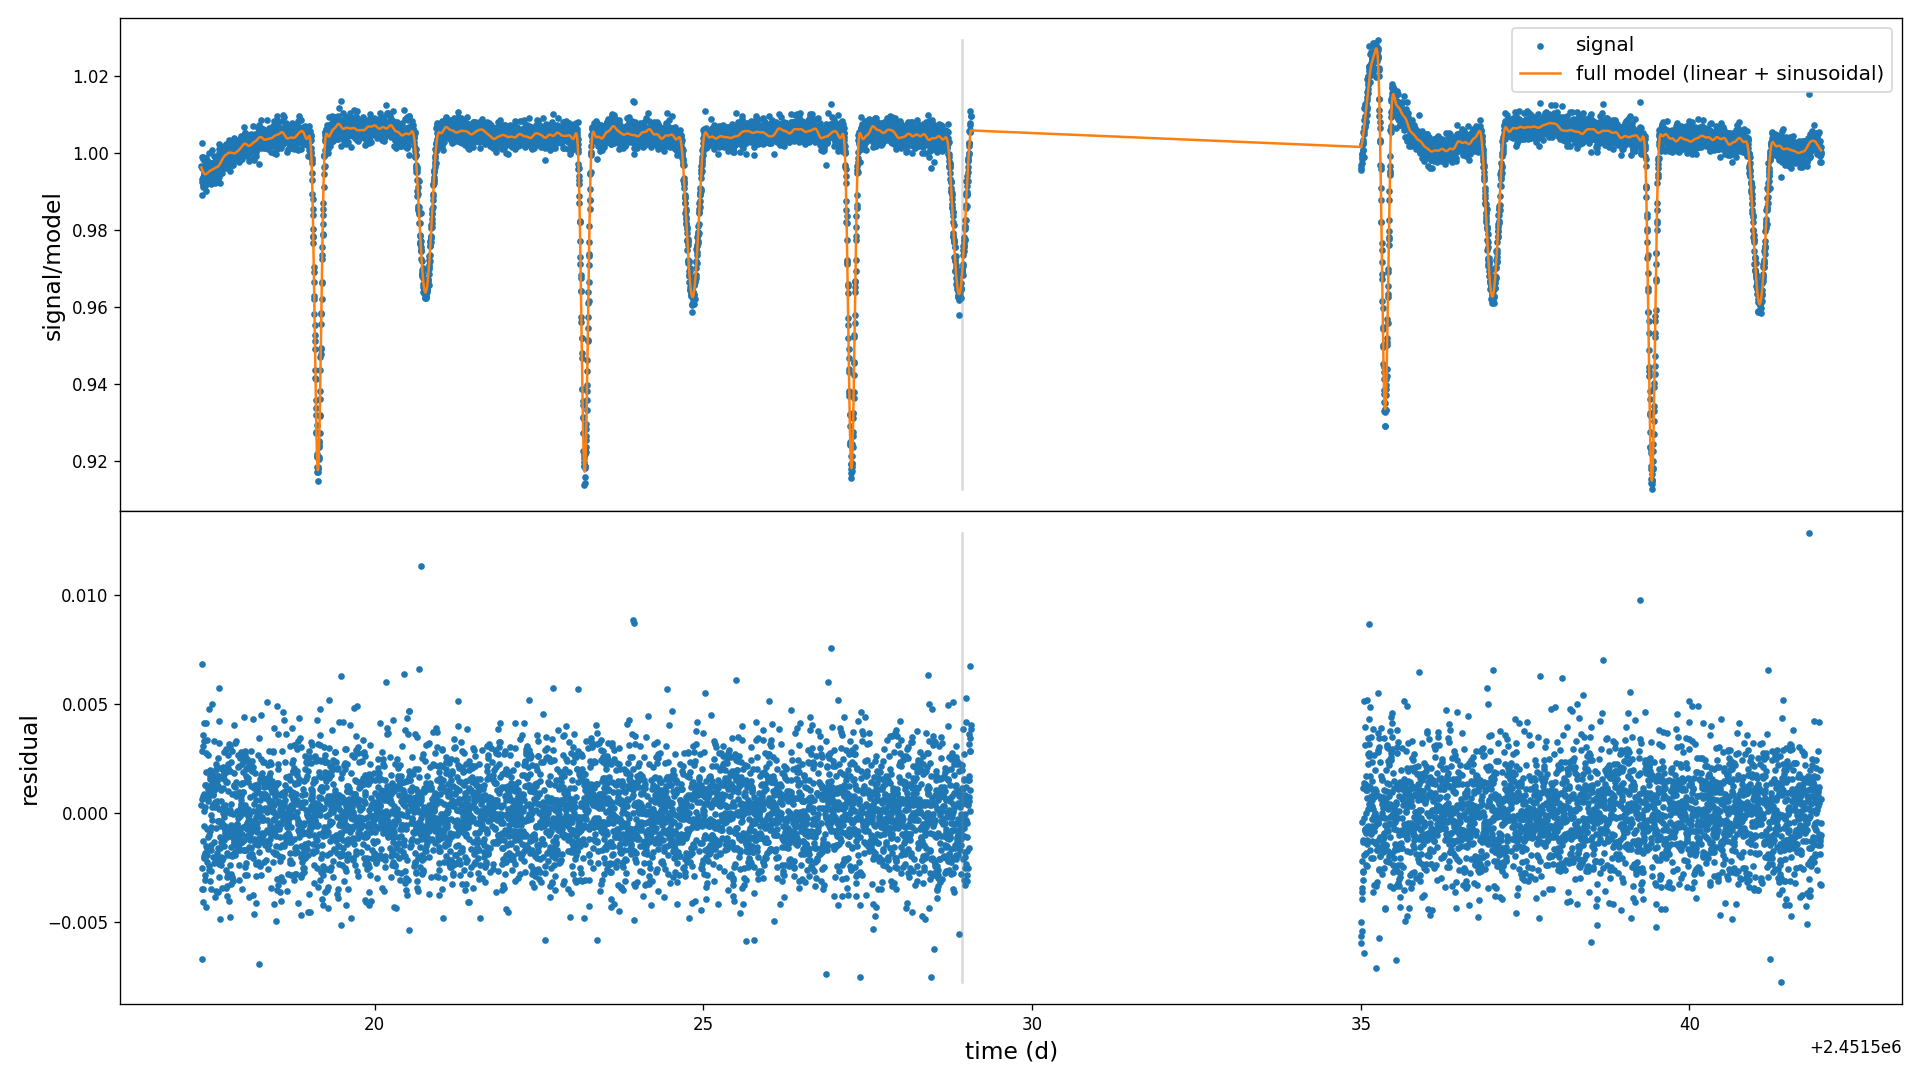 signal
full model (linear + sinusoidal)
signal/model
1.02
1.00
0.98
0.96
0.94
0.92
residual
0.010
0.005
0.000
−0.005
20
25
30
35
40
time (d)
+2.4515e6